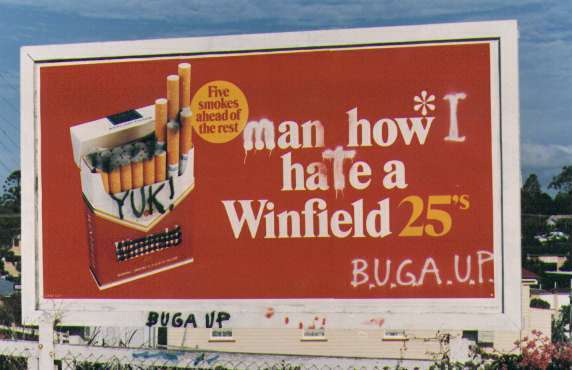 Five
smokes
ahead of
the rest
man how* I
hate a
Winfield 25's
YUK!
B.U.G.A. U.P.
BUGA UP